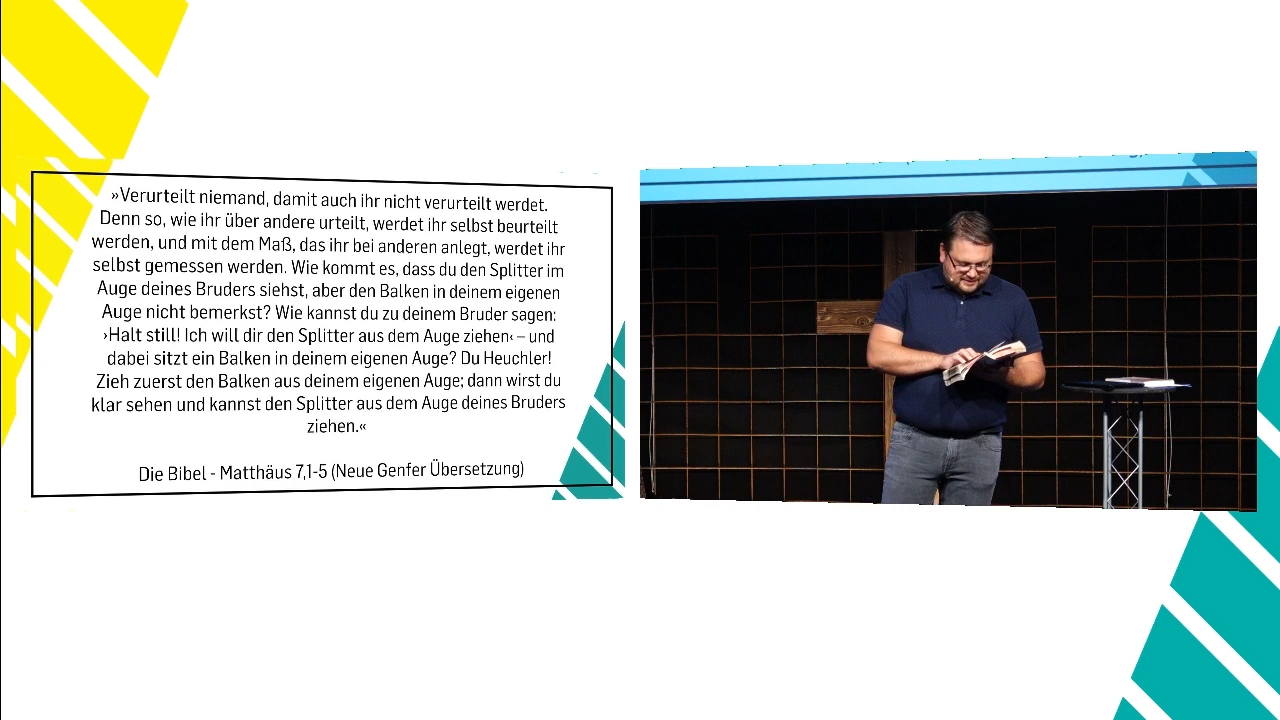 »Verurteilt niemand, damit auch ihr nicht verurteilt werdet.
Denn so, wie ihr über andere urteilt, werdet ihr selbst beurteilt
werden, und mit dem Maß, das ihr bei anderen anlegt, werdet ihr
selbst gemessen werden. Wie kommt es, dass du den Splitter im
Auge deines Bruders siehst, aber den Balken in deinem eigenen
Auge nicht bemerkst? Wie kannst du zu deinem Bruder sagen:
›Halt still! Ich will dir den Splitter aus dem Auge ziehen‹ – und
dabei sitzt ein Balken in deinem eigenen Auge? Du Heuchler!
Zieh zuerst den Balken aus deinem eigenen Auge; dann wirst du
klar sehen und kannst den Splitter aus dem Auge deines Bruders
ziehen.«
Die Bibel - Matthäus 7,1-5 (Neue Genfer Übersetzung)